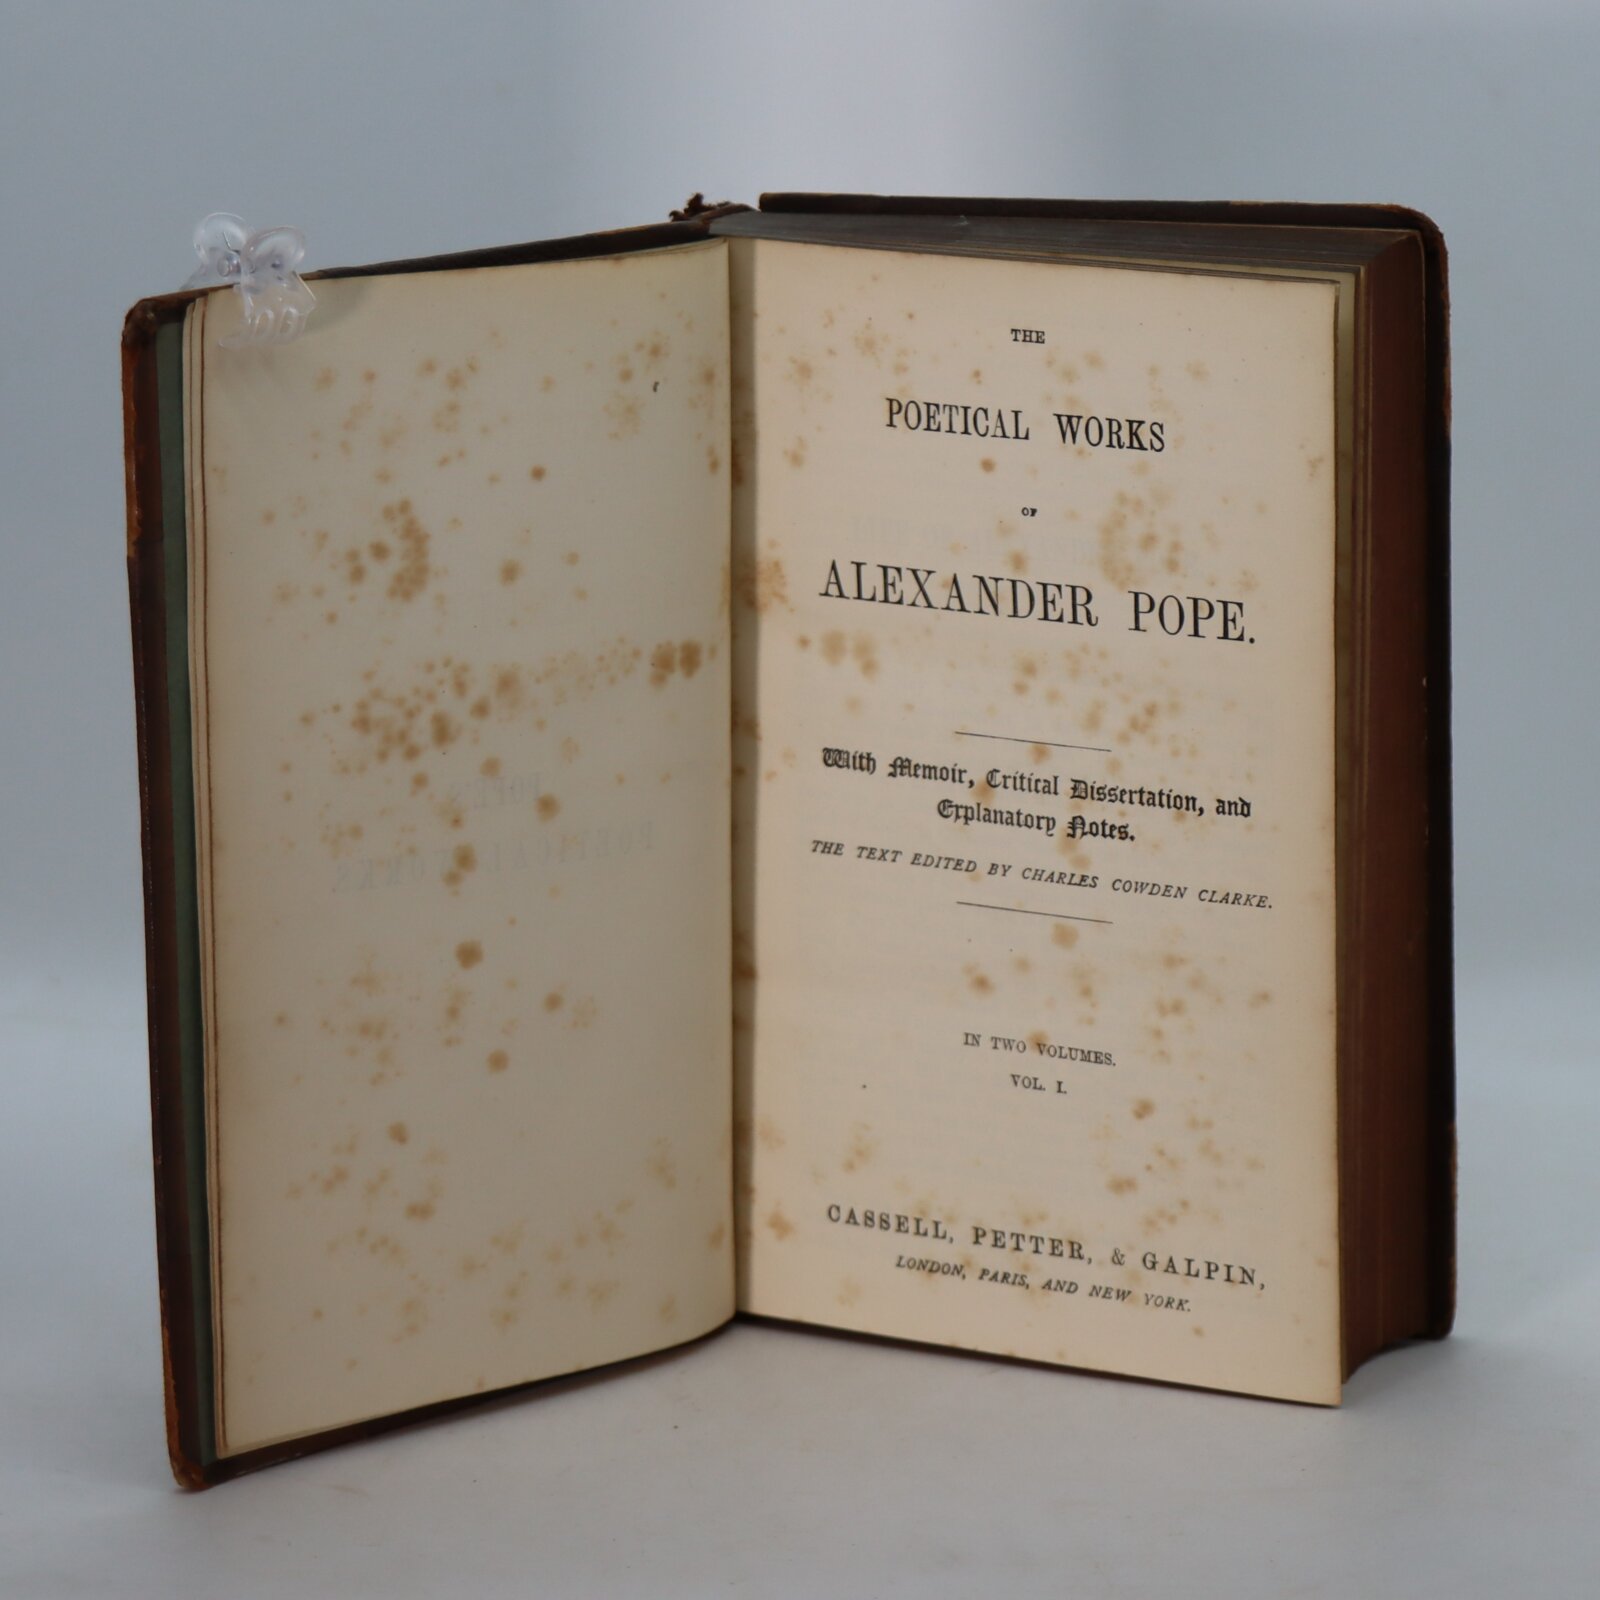 THE
POETICAL WORKS
OF
ALEXANDER POPE.
With Memoir, Critical Dissertation, and
Explanatory Notes.
THE TEXT EDITED BY CHARLES COWDEN CLARKE.
IN TWO VOLUMES.
VOL. I.
CASSELL, PETTER, & GALPIN,
LONDON, PARIS, AND NEW YORK.